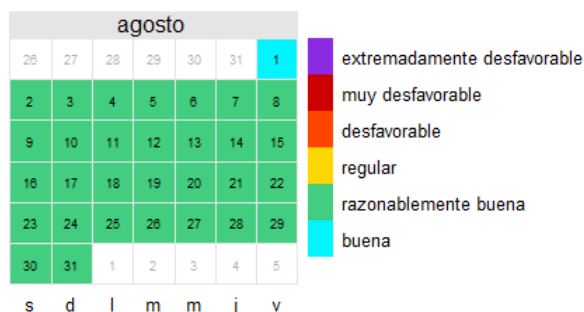 agosto
26 27 28 29 30 31 1
2 3 4 5 6 7 8
9 10 11 12 13 14 15
16 17 18 19 20 21 22
23 24 25 26 27 28 29
30 31 1 2 3 4 5
s d l m m j v
extremadamente desfavorable
muy desfavorable
desfavorable
regular
razonablemente buena
buena